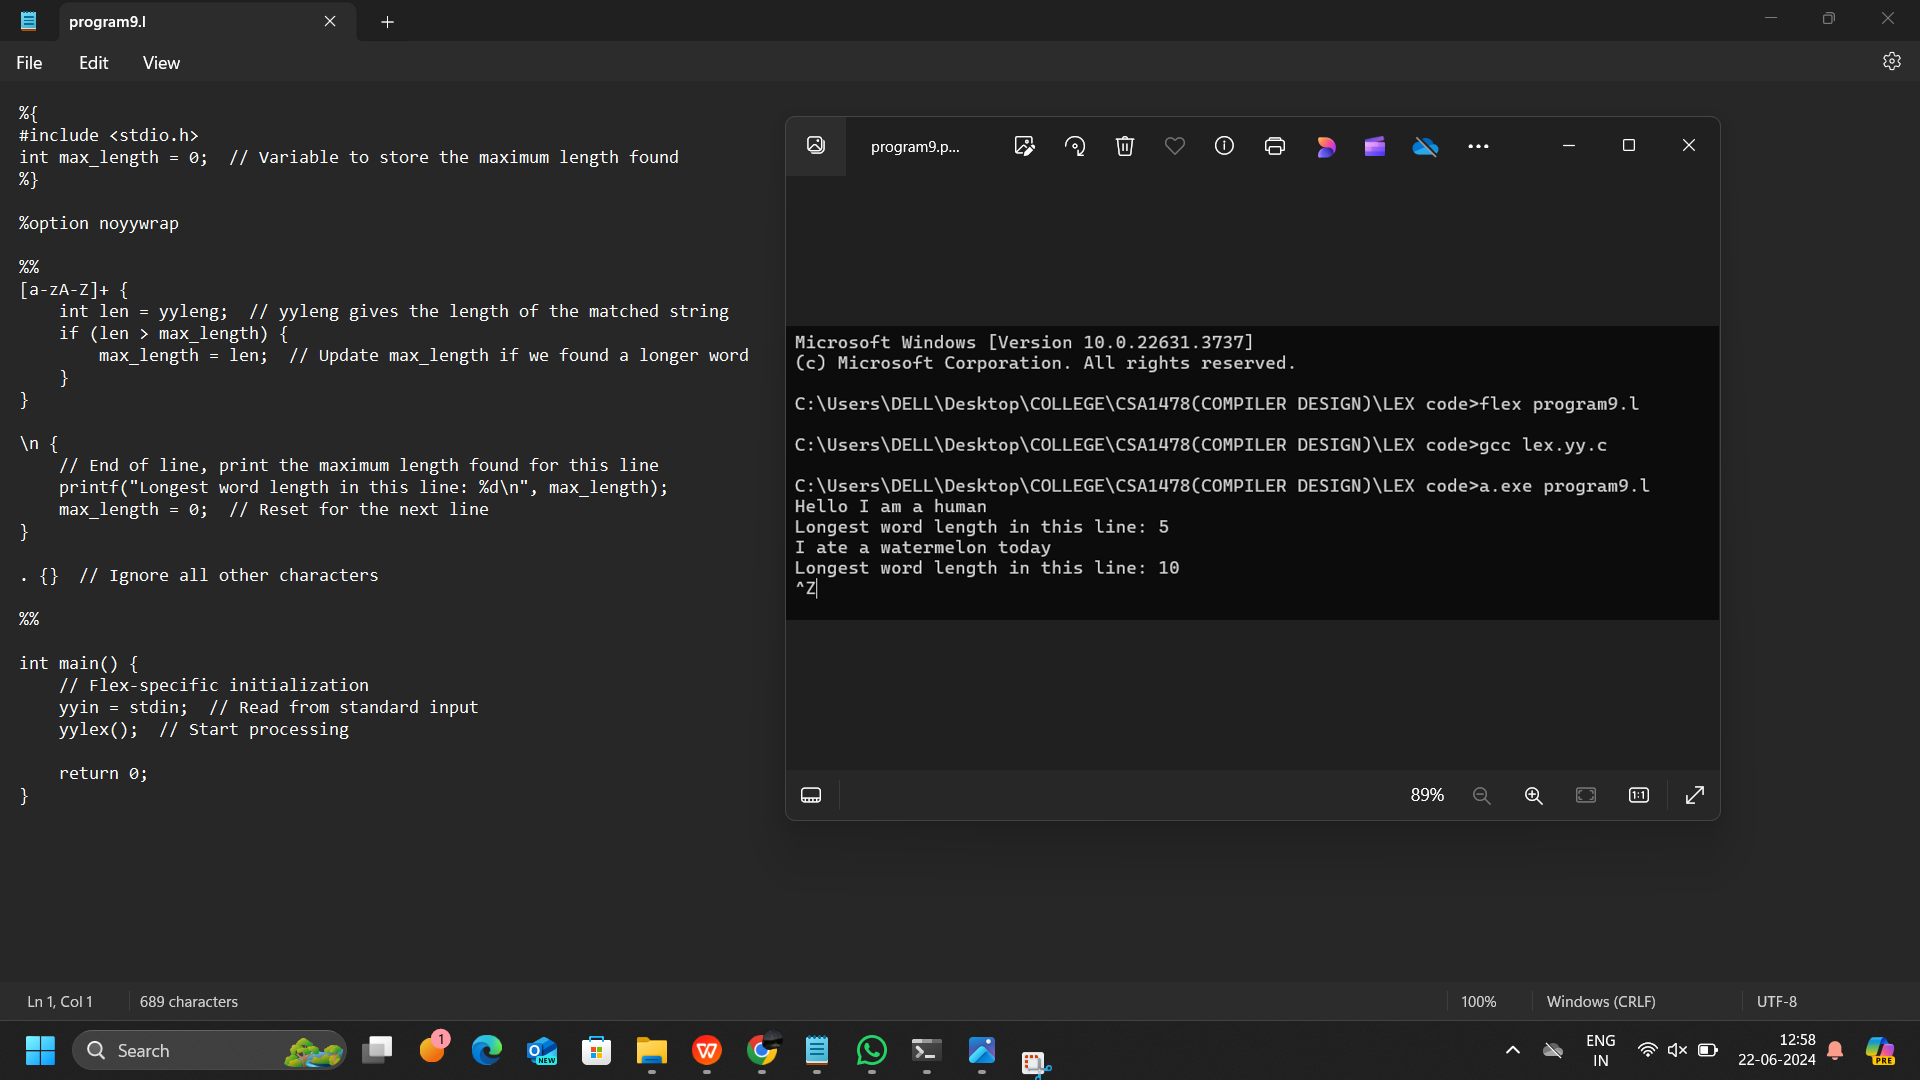 program9.l
File Edit View
%{
#include <stdio.h>
int max_length = 0;  // Variable to store the maximum length found
%}
%option noyywrap
%%
[a-zA-Z]+ {
    int len = yyleng;  // yyleng gives the length of the matched string
    if (len > max_length) {
        max_length = len;  // Update max_length if we found a longer word
    }
}
\n {
    // End of line, print the maximum length found for this line
    printf("Longest word length in this line: %d\n", max_length);
    max_length = 0;  // Reset for the next line
}
. {}  // Ignore all other characters
%%
int main() {
    // Flex-specific initialization
    yyin = stdin;  // Read from standard input
    yylex();  // Start processing
    return 0;
}
program9.p...
Microsoft Windows [Version 10.0.22631.3737]
(c) Microsoft Corporation. All rights reserved.
C:\Users\DELL\Desktop\COLLEGE\CSA1478(COMPILER DESIGN)\LEX code>flex program9.l
C:\Users\DELL\Desktop\COLLEGE\CSA1478(COMPILER DESIGN)\LEX code>gcc lex.yy.c
C:\Users\DELL\Desktop\COLLEGE\CSA1478(COMPILER DESIGN)\LEX code>a.exe program9.l
Hello I am a human
Longest word length in this line: 5
I ate a watermelon today
Longest word length in this line: 10
^Z
89%
1:1
Ln 1, Col 1
689 characters
100%
Windows (CRLF)
UTF-8
Search
1
NEW
ENG
IN
12:58
22-06-2024
PRE